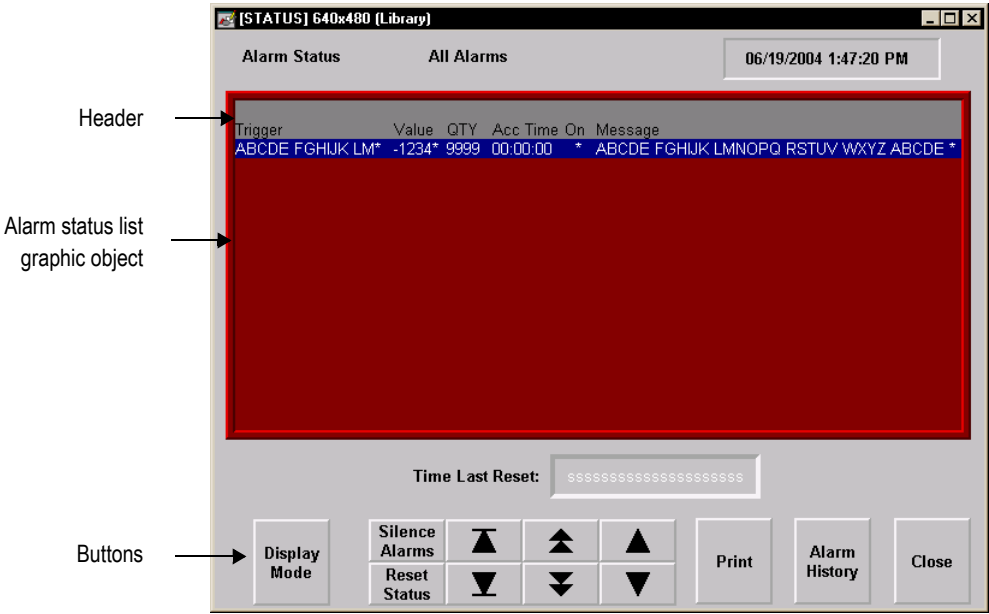 [STATUS] 640x480 (Library)
Alarm Status All Alarms 06/19/2004 1:47:20 PM
Header
Trigger Value QTY Acc Time On Message
ABCDE FGHIJK LM* -1234* 9999 00:00:00 * ABCDE FGHIJK LMNOPQ RSTUV WXYZ ABCDE *
Alarm status list
graphic object
Time Last Reset: sssssssssssssssssssss
Buttons
Display
Mode
Silence
Alarms
Reset
Status
Print
Alarm
History
Close